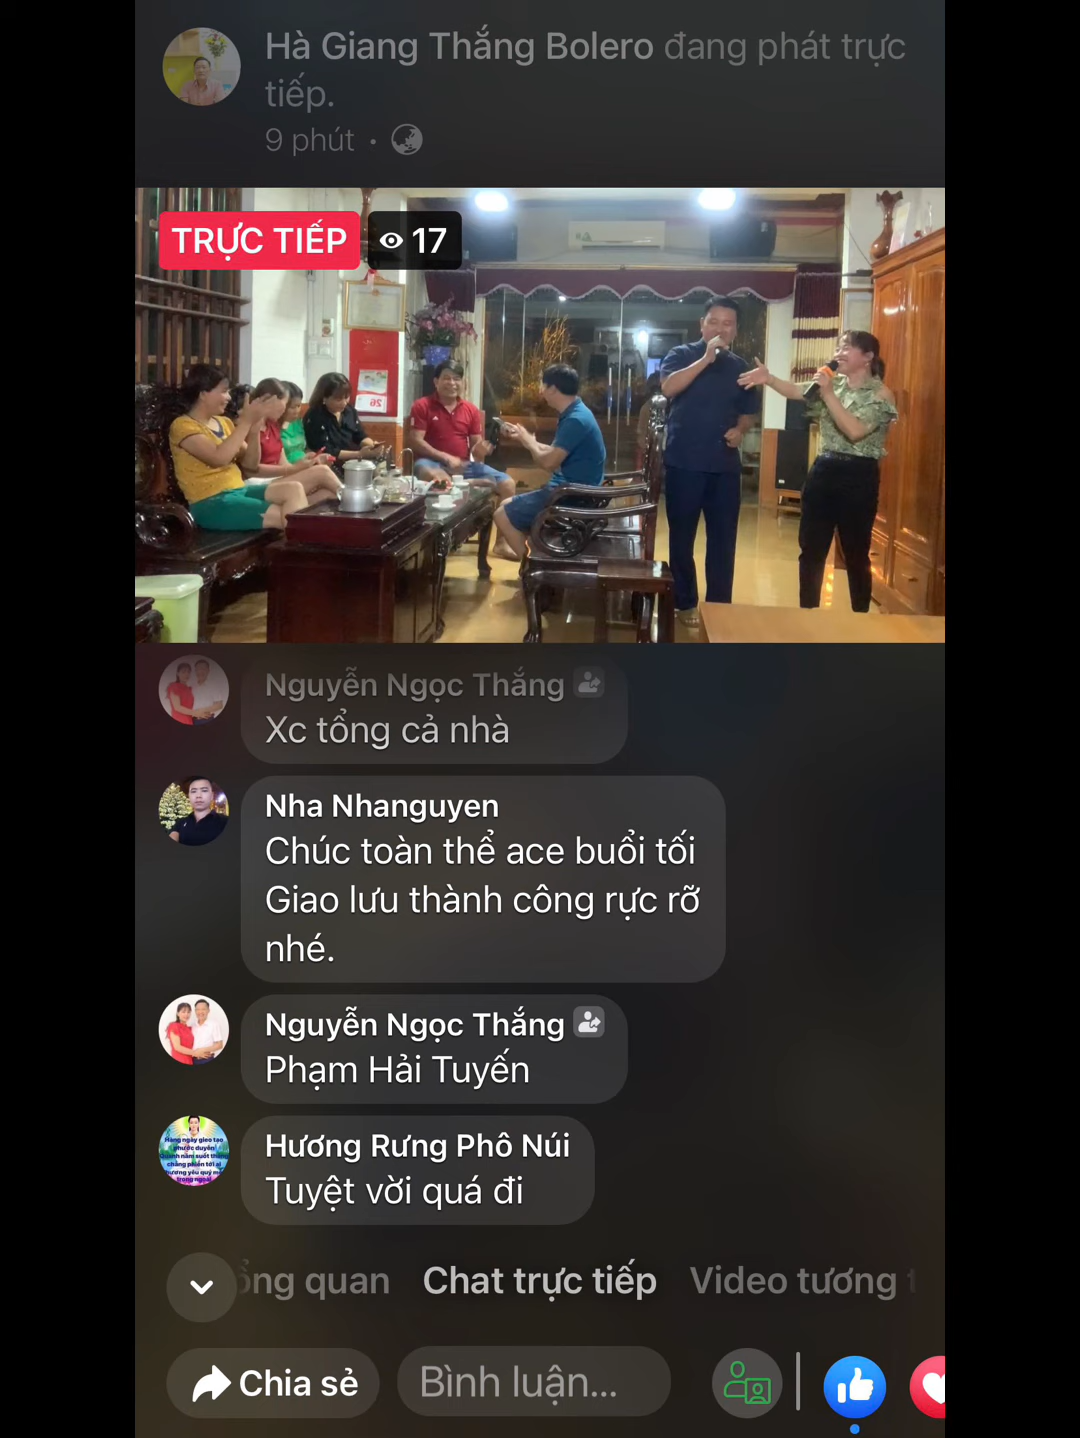 Hà Giang Thắng Bolero đang phát trực
tiếp.
9 phút
TRỰC TIẾP 17
26
Nguyễn Ngọc Thắng
Xc tổng cả nhà
Nha Nhanguyen
Chúc toàn thể ace buổi tối
Giao lưu thành công rực rỡ
nhé.
Nguyễn Ngọc Thắng
Phạm Hải Tuyến
Hương Rưng Phô Núi
Tuyệt vời quá đi
ổng quan Chat trực tiếp Video tương t
Chia sẻ Bình luận...